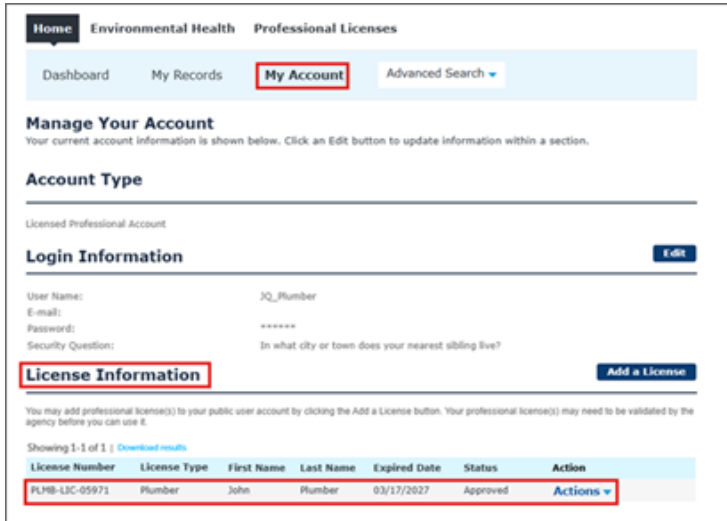 Home Environmental Health Professional Licenses
Dashboard My Records My Account Advanced Search
Manage Your Account
Your current account information is shown below. Click an Edit button to update information within a section.
Account Type
Licensed Professional Account
Login Information Edit
User Name: JQ_Plumber
E-mail:
Password: ******
Security Question: In what city or town does your nearest sibling live?
License Information Add a License
You may add professional license(s) to your public user account by clicking the Add a License button. Your professional license(s) may need to be validated by the
agency before you can use it.
Showing 1-1 of 1 | Download results
License Number License Type First Name Last Name Expired Date Status Action
PLMB-LIC-05971 Plumber John Plumber 03/17/2027 Approved Actions